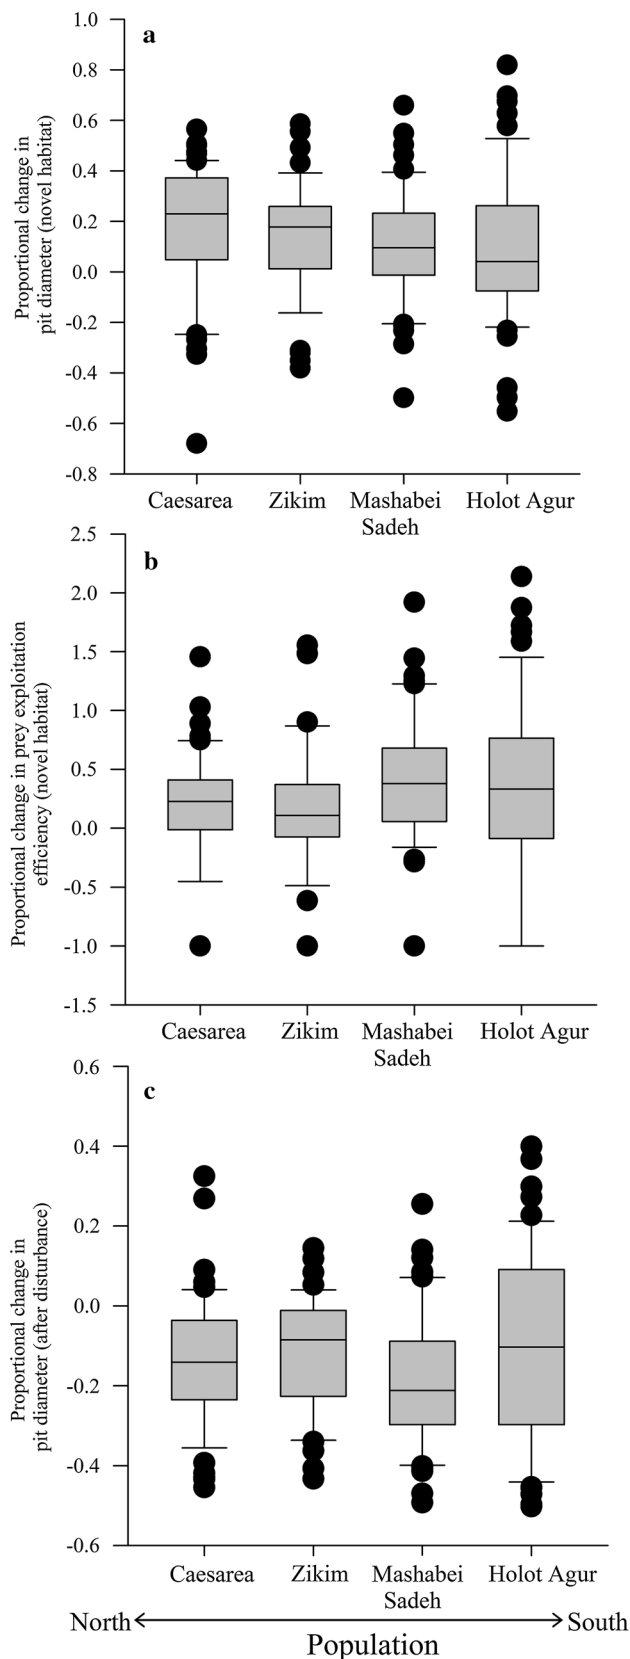 a
Proportional change in
pit diameter (novel habitat)
1.0
0.8
0.6
0.4
0.2
0.0
-0.2
-0.4
-0.6
-0.8
Caesarea
Zikim
Mashabei
Sadeh
Holot Agur
b
Proportional change in prey exploitation
efficiency (novel habitat)
2.5
2.0
1.5
1.0
0.5
0.0
-0.5
-1.0
-1.5
Caesarea
Zikim
Mashabei
Sadeh
Holot Agur
c
Proportional change in
pit diameter (after disturbance)
0.6
0.4
0.2
0.0
-0.2
-0.4
-0.6
Caesarea
Zikim
Mashabei
Sadeh
Holot Agur
North
South
Population